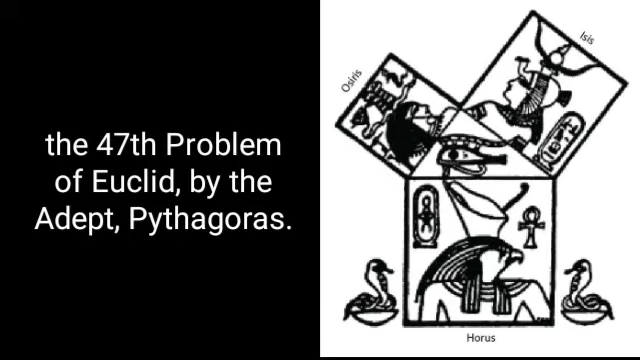 the 47th Problem
of Euclid, by the
Adept, Pythagoras.
Osiris
Isis
Horus